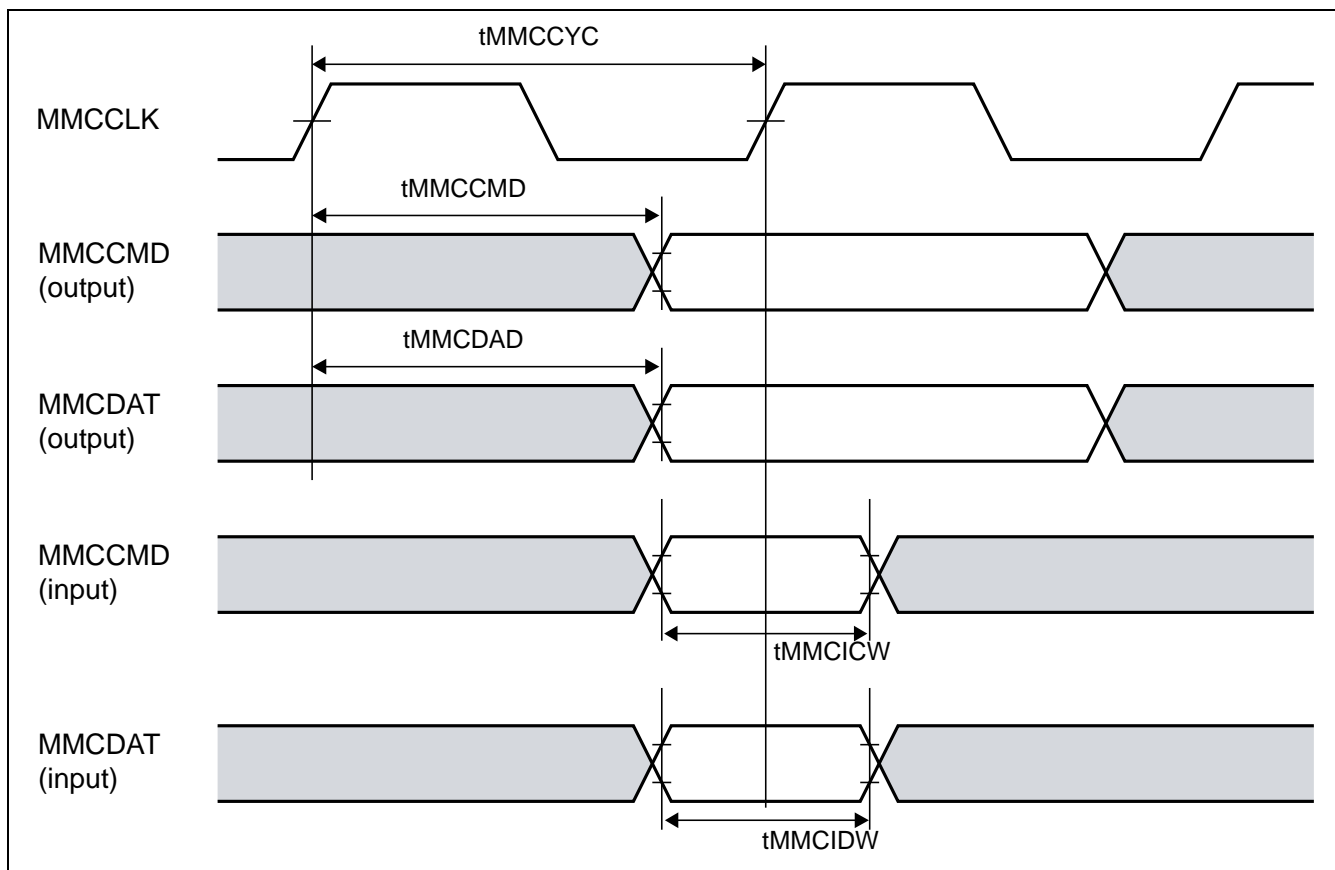 tMMCCYC
MMCCLK
tMMCCMD
MMCCMD
(output)
tMMCDAD
MMCDAT
(output)
MMCCMD
(input)
tMMCICW
MMCDAT
(input)
tMMCIDW